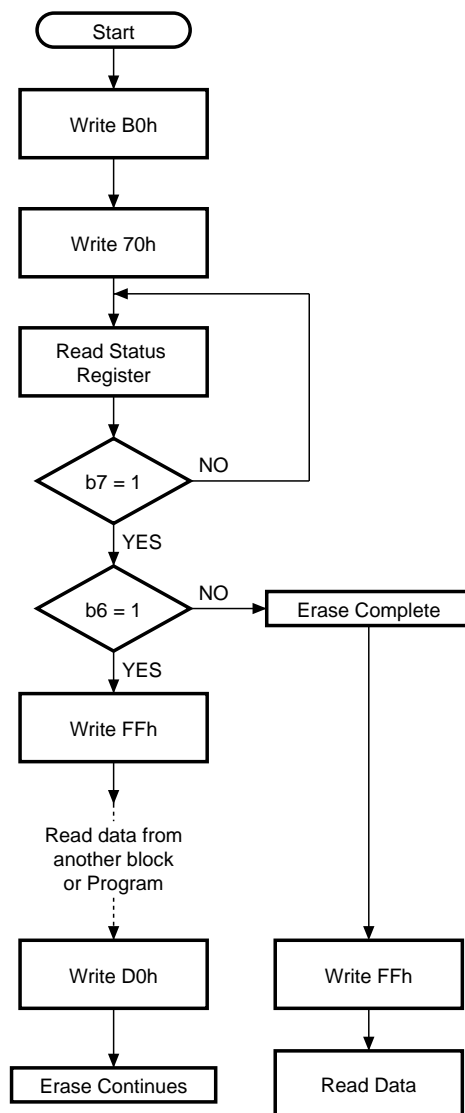 Start
Write B0h
Write 70h
Read Status
Register
b7 = 1
NO
YES
b6 = 1
NO
Erase Complete
YES
Write FFh
Read data from
another block
or Program
Write D0h
Write FFh
Erase Continues
Read Data